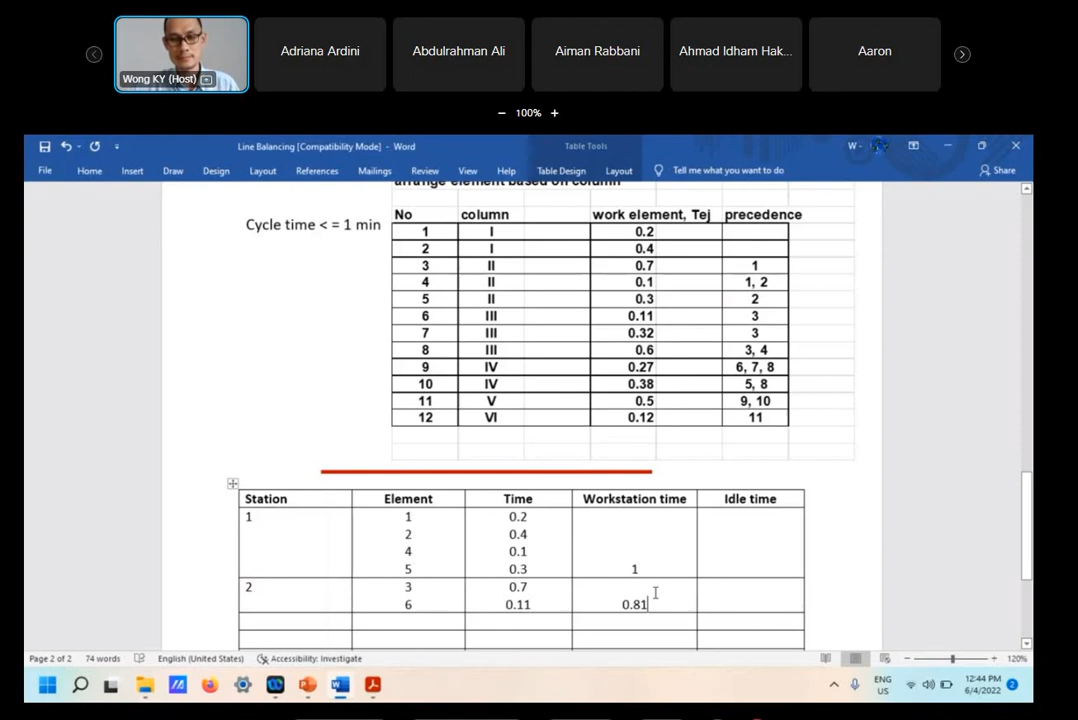 Wong KY (Host)
Adriana Ardini
Abdulrahman Ali
Aiman Rabbani
Ahmad Idham Hak...
Aaron
100%
Line Balancing [Compatibility Mode] - Word
Table Tools
W -
File Home Insert Draw Design Layout References Mailings Review View Help Table Design Layout Tell me what you want to do Share
arrange element based on column
Cycle time < = 1 min
No column work element, Tej precedence
1 I 0.2
2 I 0.4
3 II 0.7 1
4 II 0.1 1, 2
5 II 0.3 2
6 III 0.11 3
7 III 0.32 3
8 III 0.6 3, 4
9 IV 0.27 6, 7, 8
10 IV 0.38 5, 8
11 V 0.5 9, 10
12 VI 0.12 11
Station Element Time Workstation time Idle time
1 1 0.2
2 0.4
4 0.1
5 0.3 1
2 3 0.7
6 0.11 0.81
Page 2 of 2 74 words English (United States) Accessibility: Investigate 120%
ENG
US
12:44 PM
6/4/2022
2